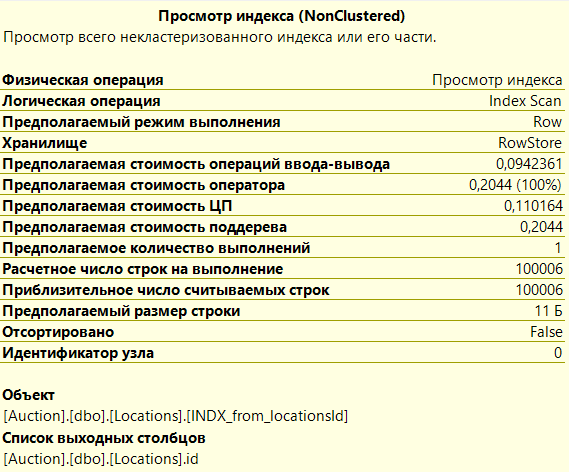 Просмотр индекса (NonClustered)
Просмотр всего некластеризованного индекса или его части.
Физическая операция Просмотр индекса
Логическая операция Index Scan
Предполагаемый режим выполнения Row
Хранилище RowStore
Предполагаемая стоимость операций ввода-вывода 0,0942361
Предполагаемая стоимость оператора 0,2044 (100%)
Предполагаемая стоимость ЦП 0,110164
Предполагаемая стоимость поддерева 0,2044
Предполагаемое количество выполнений 1
Расчетное число строк на выполнение 100006
Приблизительное число считываемых строк 100006
Предполагаемый размер строки 11 Б
Отсортировано False
Идентификатор узла 0
Объект
[Auction].[dbo].[Locations].[INDX_from_locationsId]
Список выходных столбцов
[Auction].[dbo].[Locations].id